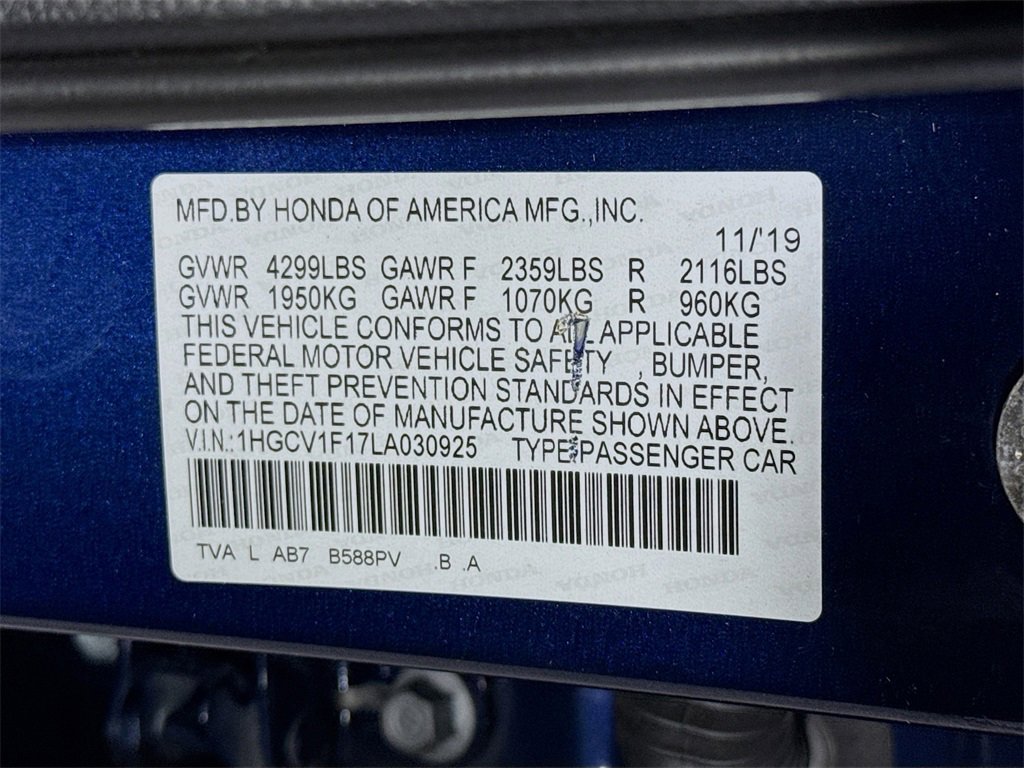 MFD.BY HONDA OF AMERICA MFG.,INC.
11/'19
GVWR 4299LBS GAWR F 2359LBS R 2116LBS
GVWR 1950KG GAWR F 1070KG R 960KG
THIS VEHICLE CONFORMS TO ALL APPLICABLE
FEDERAL MOTOR VEHICLE SAFETY , BUMPER,
AND THEFT PREVENTION STANDARDS IN EFFECT
ON THE DATE OF MANUFACTURE SHOWN ABOVE.
V.I.N.:1HGCV1F17LA030925 TYPE:PASSENGER CAR
TVA L AB7 B588PV .B .A